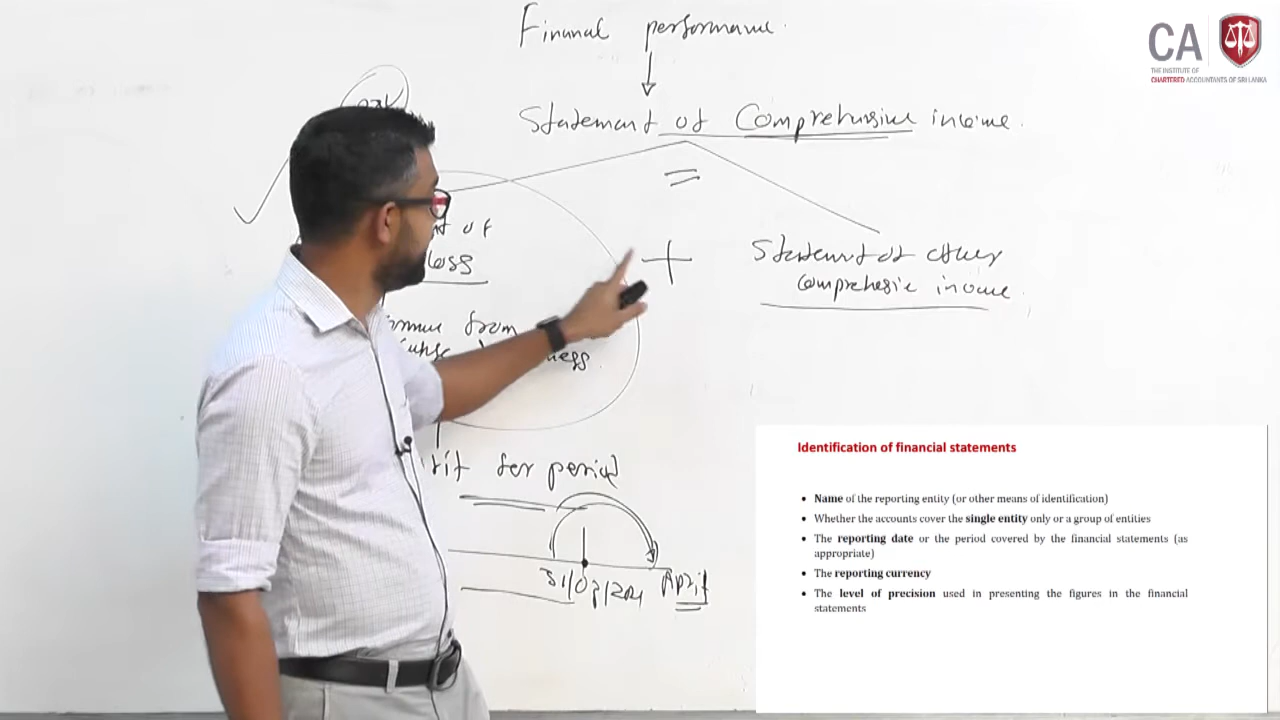 Financial performance.
CA
THE INSTITUTE OF
CHARTERED ACCOUNTANTS OF SRI LANKA
Statement of Comprehensive income.
of
loss
+
=
Statement of other
comprehensive income.
from
for period
31/03/2021
April
Identification of financial statements
• Name of the reporting entity (or other means of identification)
• Whether the accounts cover the single entity only or a group of entities
• The reporting date or the period covered by the financial statements (as
appropriate)
• The reporting currency
• The level of precision used in presenting the figures in the financial
statements